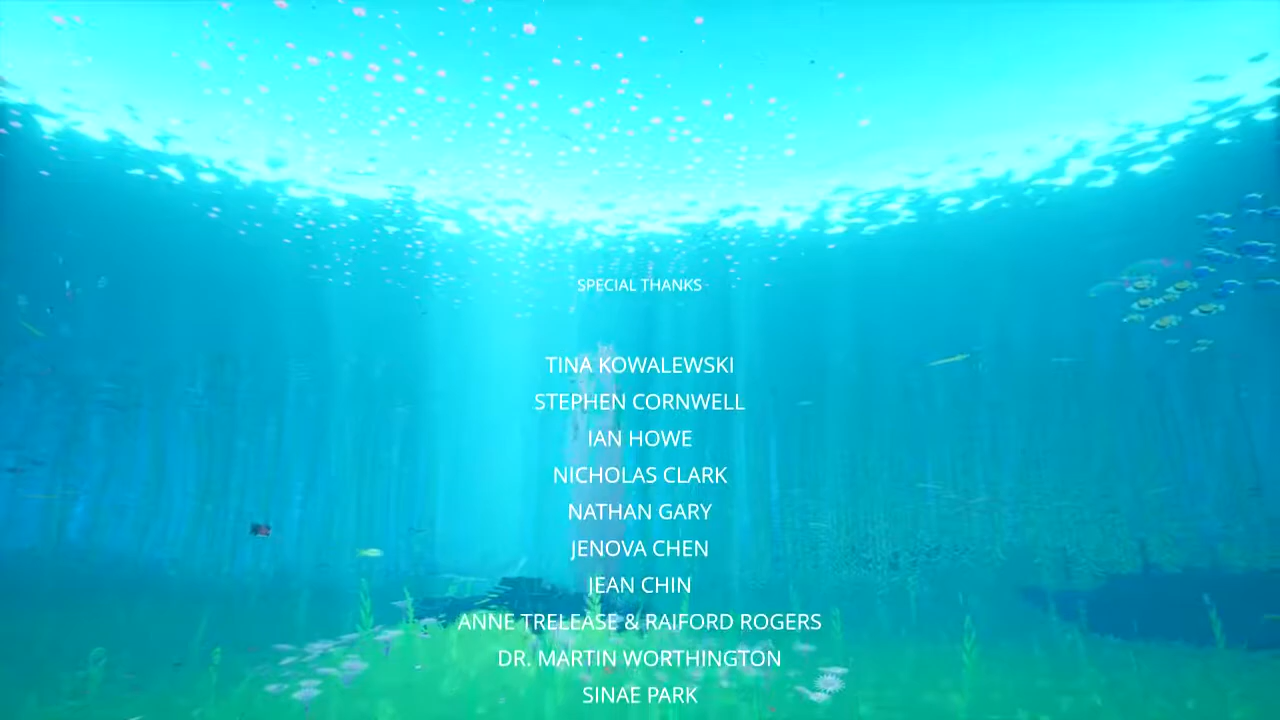 SPECIAL THANKS
TINA KOWALEWSKI
STEPHEN CORNWELL
IAN HOWE
NICHOLAS CLARK
NATHAN GARY
JENOVA CHEN
JEAN CHIN
ANNE TRELEASE & RAIFORD ROGERS
DR. MARTIN WORTHINGTON
SINAE PARK